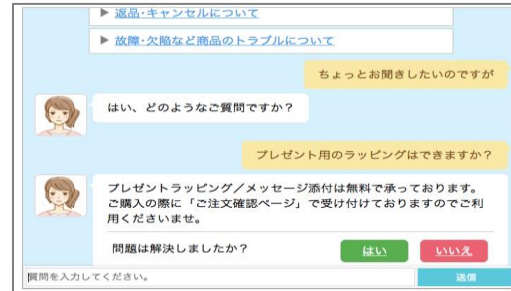 ▶ 返品・キャンセルについて
▶ 故障・欠陥など商品のトラブルについて
ちょっとお聞きしたいのですが
はい、どのようなご質問ですか？
プレゼント用のラッピングはできますか？
プレゼントラッピング／メッセージ添付は無料で承っております。
ご購入の際に「ご注文確認ページ」で受け付けておりますのでご利
用くださいませ。
問題は解決しましたか？ はい いいえ
質問を入力してください。 送信